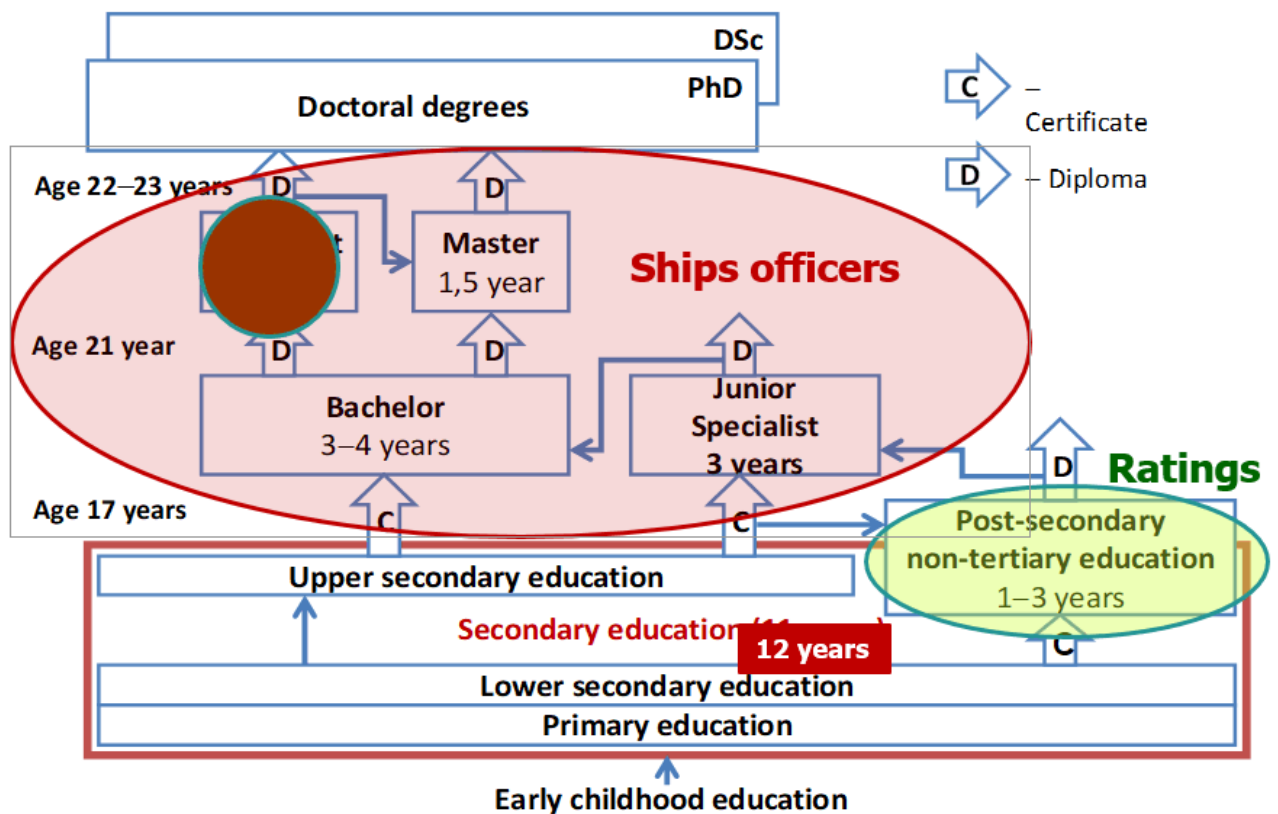 DSc
PhD
Doctoral degrees
C
–
Certificate
D
– Diploma
Age 22–23 years
D
D
t
Master
1,5 year
Ships officers
Age 21 year
D
D
D
Bachelor
3–4 years
Junior
Specialist
3 years
D
Ratings
Age 17 years
C
C
Post-secondary
non-tertiary education
1–3 years
Upper secondary education
Secondary education
12 years
C
Lower secondary education
Primary education
Early childhood education